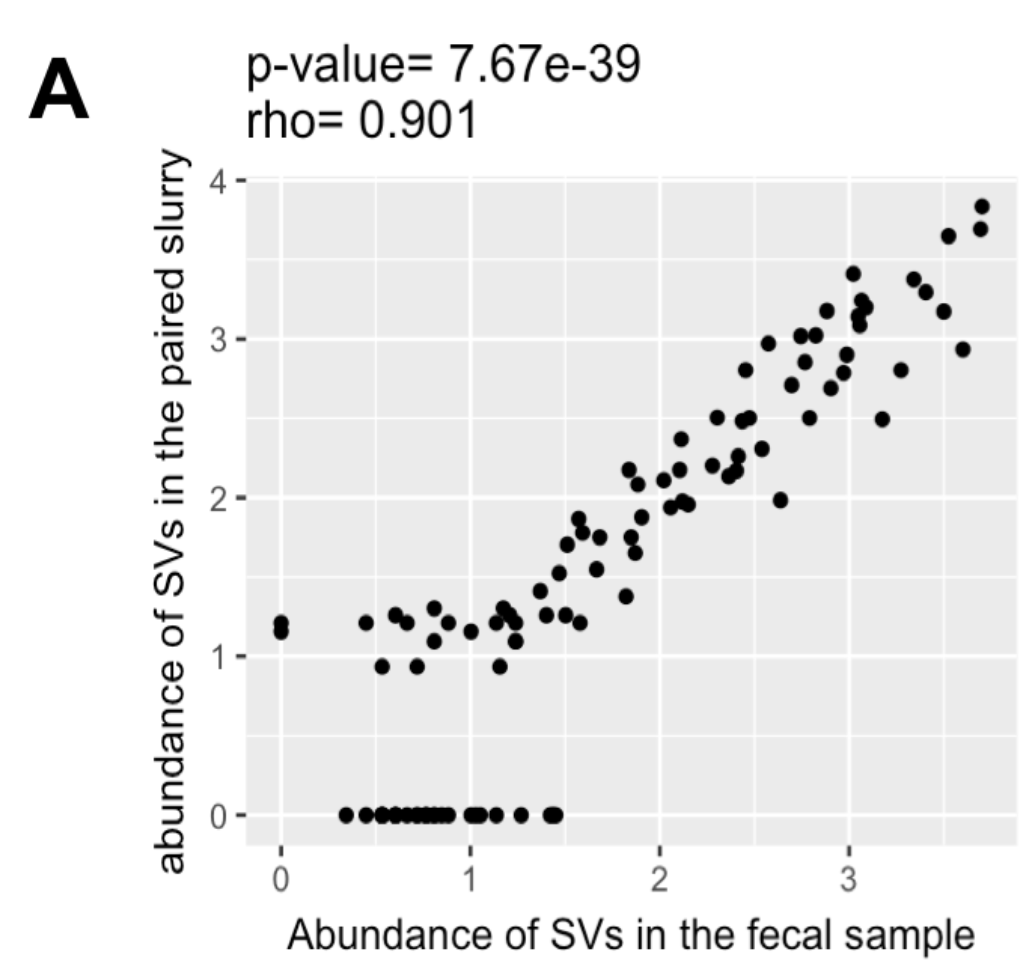 A
p-value= 7.67e-39
rho= 0.901
abundance of SVs in the paired slurry
4
3
2
1
0
0 1 2 3
Abundance of SVs in the fecal sample